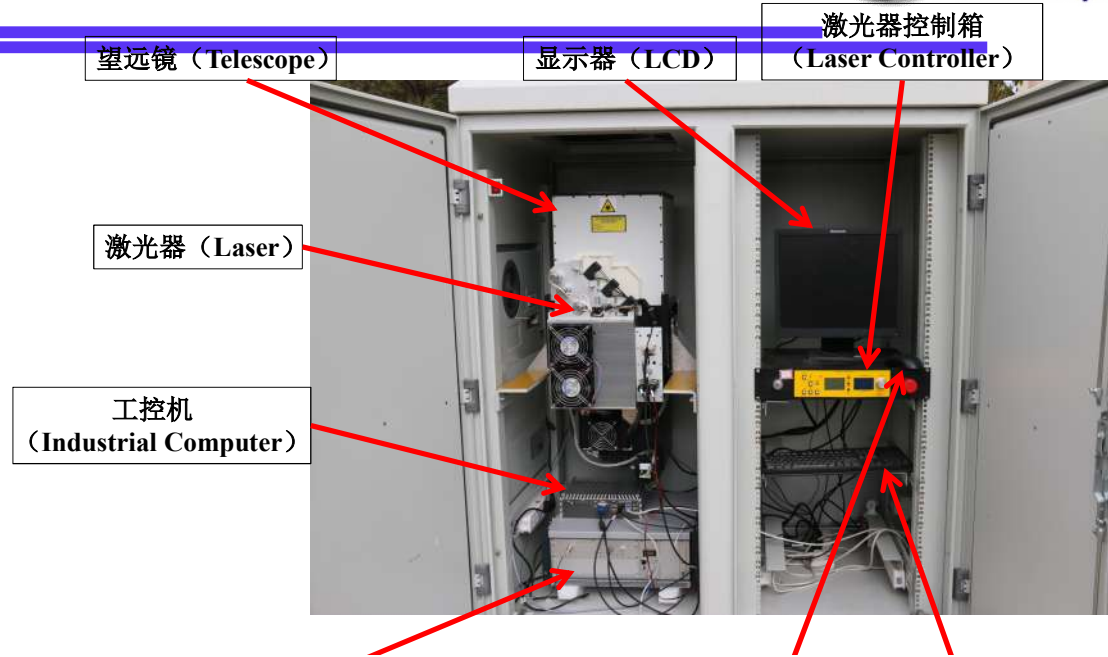 激光器控制箱
（Laser Controller）
望远镜（Telescope）
显示器（LCD）
激光器（Laser）
工控机
（Industrial Computer）